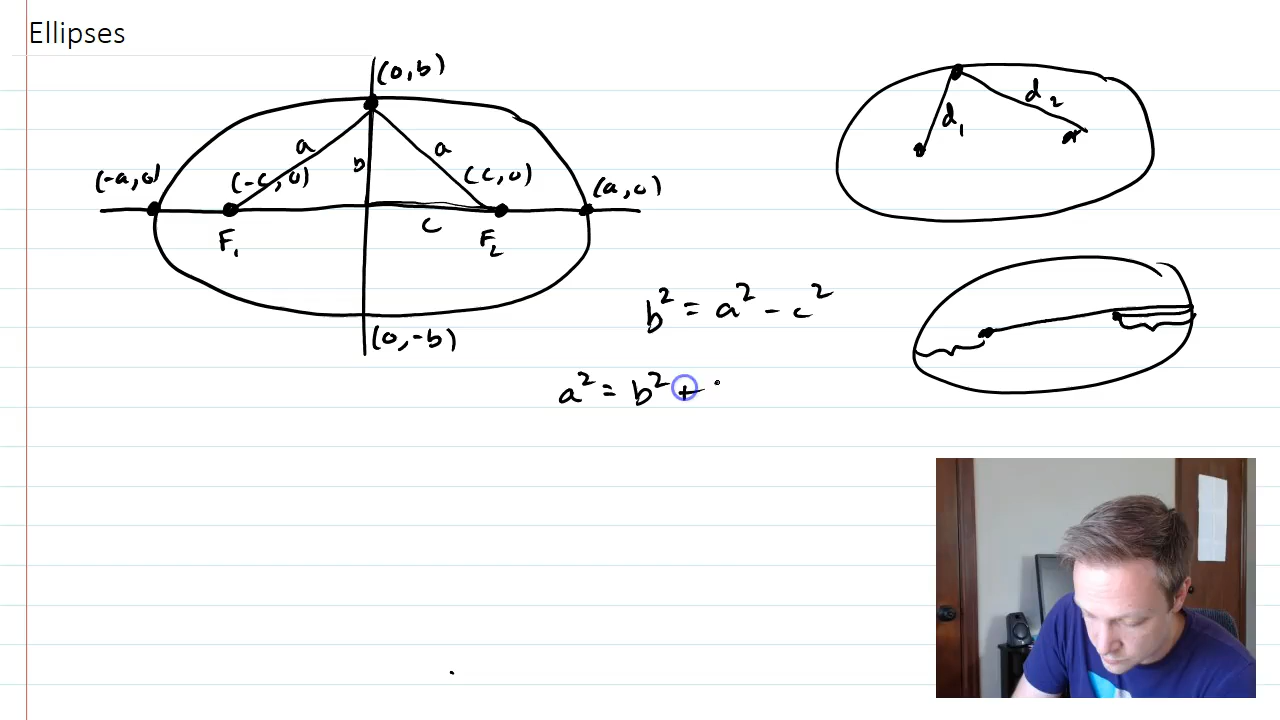 Ellipses
(0,b)
a
a
b
(-a,0)
(-c,0)
(c,0)
(a,0)
F₁
c
F₂
(0,-b)
d₁
d₂
b² = a² - c²
a² = b² +